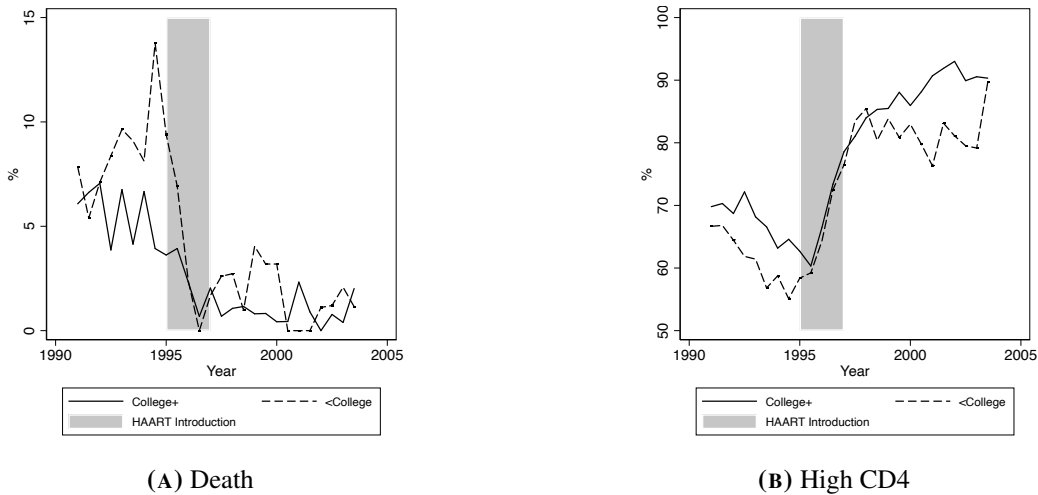 15
10
5
0
%
1990 1995 2000 2005
Year
College+ <College
HAART Introduction
(A) Death
100
90
80
70
60
50
%
1990 1995 2000 2005
Year
College+ <College
HAART Introduction
(B) High CD4